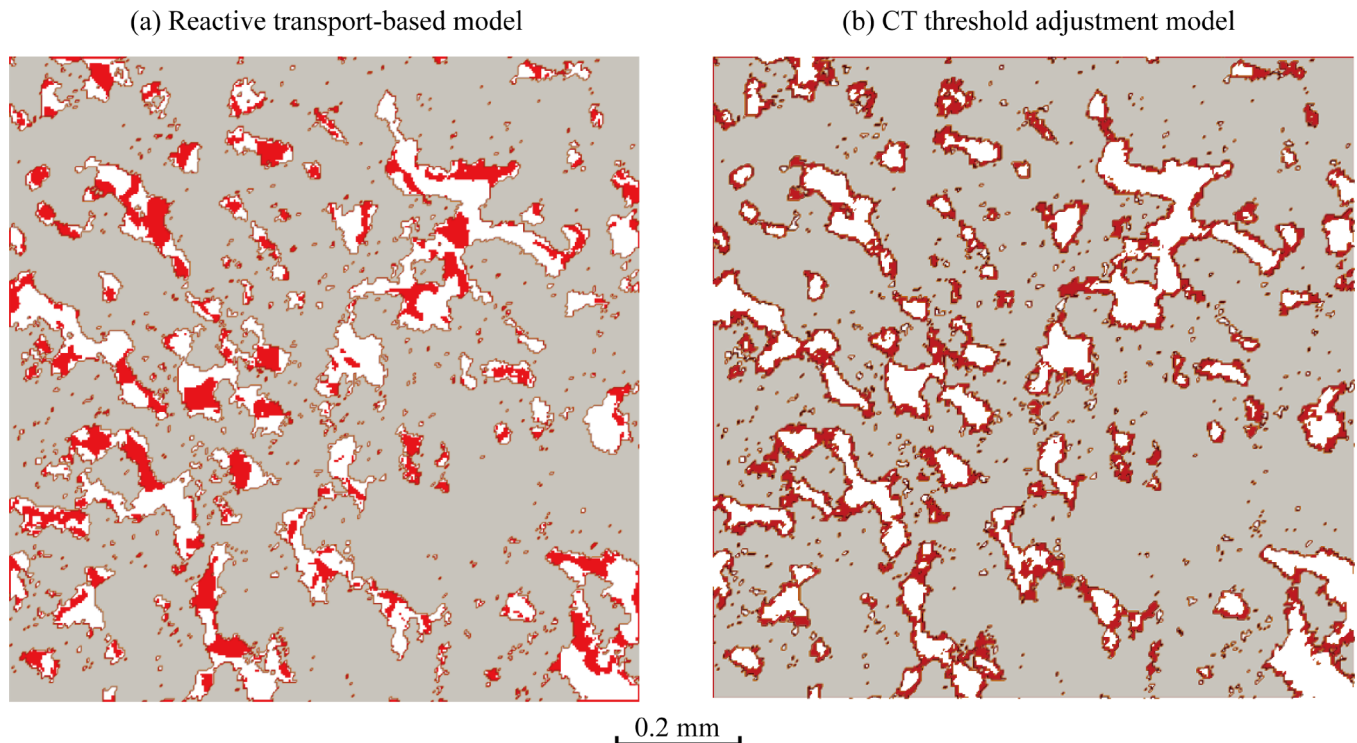 (a) Reactive transport-based model
(b) CT threshold adjustment model
0.2 mm